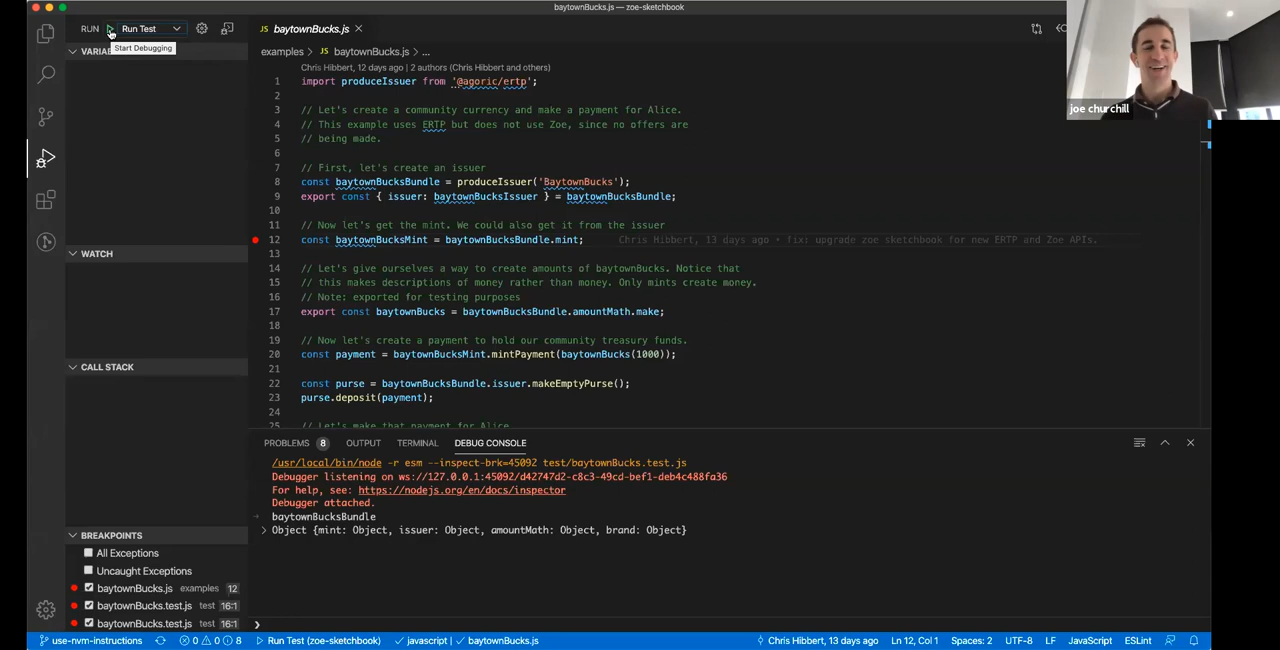 baytownBucks.js — zoe-sketchbook
RUN Run Test
Start Debugging
VARIAB
WATCH
CALL STACK
BREAKPOINTS
All Exceptions
Uncaught Exceptions
baytownBucks.js examples 12
baytownBucks.test.js test 16:1
baytownBucks.test.js test 16:1
JS baytownBucks.js
examples > JS baytownBucks.js > ...
Chris Hibbert, 12 days ago | 2 authors (Chris Hibbert and others)
1 import produceIssuer from '@agoric/ertp';
2
3 // Let's create a community currency and make a payment for Alice.
4 // This example uses ERTP but does not use Zoe, since no offers are
5 // being made.
6
7 // First, let's create an issuer
8 const baytownBucksBundle = produceIssuer('BaytownBucks');
9 export const { issuer: baytownBucksIssuer } = baytownBucksBundle;
10
11 // Now let's get the mint. We could also get it from the issuer
12 const baytownBucksMint = baytownBucksBundle.mint; Chris Hibbert, 13 days ago • fix: upgrade zoe sketchbook for new ERTP and Zoe APIs.
13
14 // Let's give ourselves a way to create amounts of baytownBucks. Notice that
15 // this makes descriptions of money rather than money. Only mints create money.
16 // Note: exported for testing purposes
17 export const baytownBucks = baytownBucksBundle.amountMath.make;
18
19 // Now let's create a payment to hold our community treasury funds.
20 const payment = baytownBucksMint.mintPayment(baytownBucks(1000));
21
22 const purse = baytownBucksBundle.issuer.makeEmptyPurse();
23 purse.deposit(payment);
24
25 // Let's make that payment for Alice
joe churchill
PROBLEMS 8 OUTPUT TERMINAL DEBUG CONSOLE
/usr/local/bin/node -r esm --inspect-brk=45092 test/baytownBucks.test.js
Debugger listening on ws://127.0.0.1:45092/d42747d2-c8c3-49cd-bef1-deb4c488fa36
For help, see: https://nodejs.org/en/docs/inspector
Debugger attached.
baytownBucksBundle
> Object {mint: Object, issuer: Object, amountMath: Object, brand: Object}
>
use-nvm-instructions 0 0 8 Run Test (zoe-sketchbook) javascript | baytownBucks.js Chris Hibbert, 13 days ago Ln 12, Col 1 Spaces: 2 UTF-8 LF JavaScript ESLint